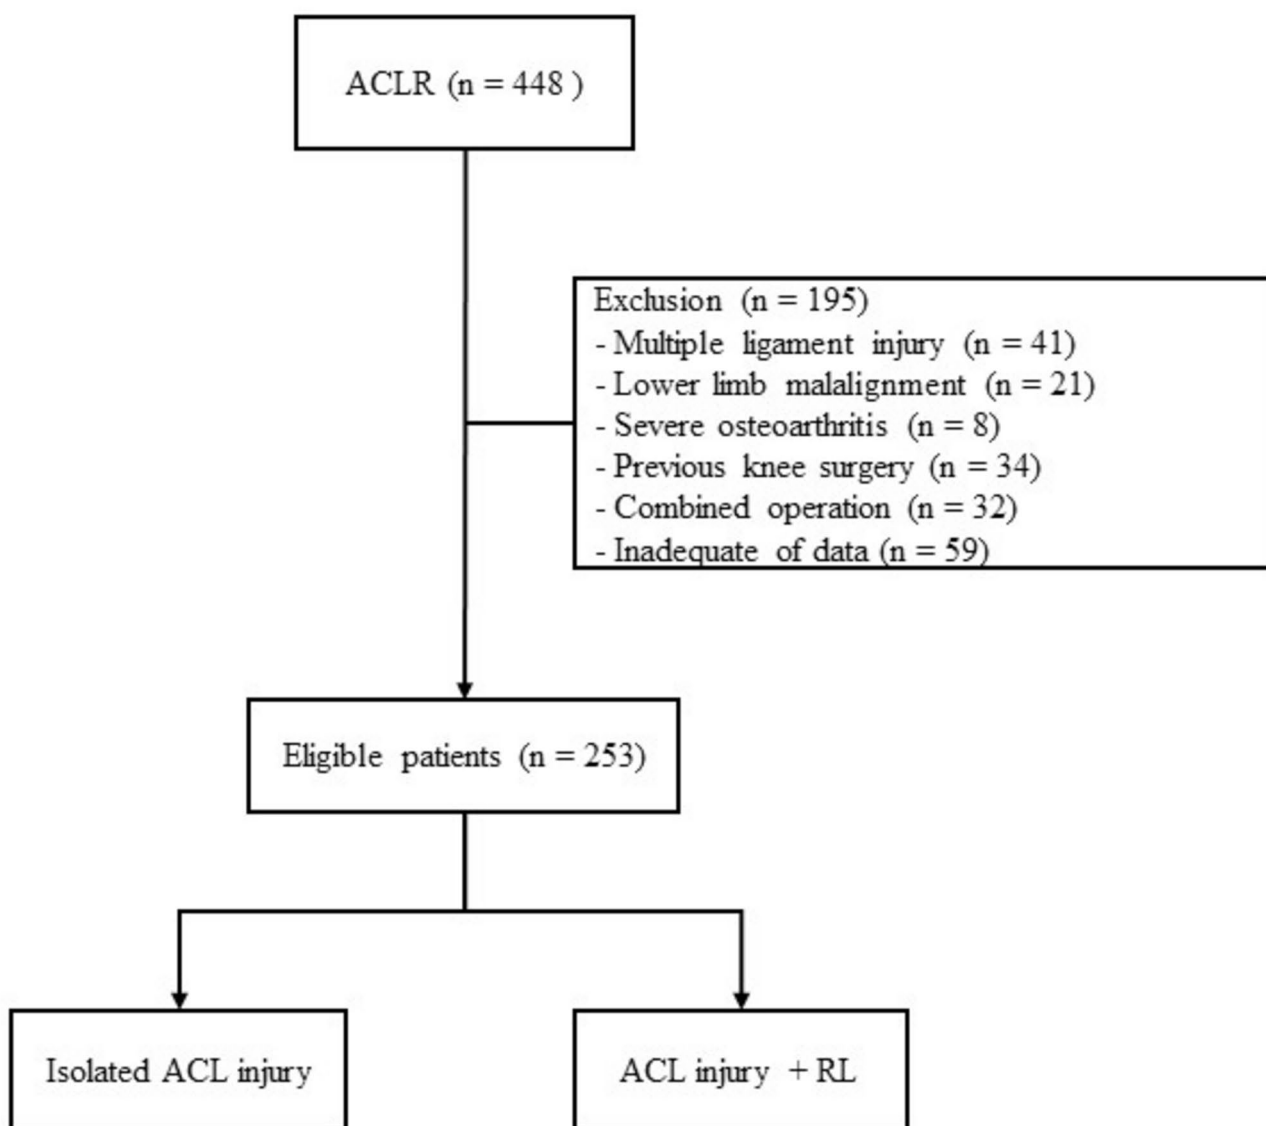 ACLR (n = 448 )
Exclusion (n = 195)
- Multiple ligament injury (n = 41)
- Lower limb malalignment (n = 21)
- Severe osteoarthritis (n = 8)
- Previous knee surgery (n = 34)
- Combined operation (n = 32)
- Inadequate of data (n = 59)
Eligible patients (n = 253)
Isolated ACL injury
ACL injury + RL